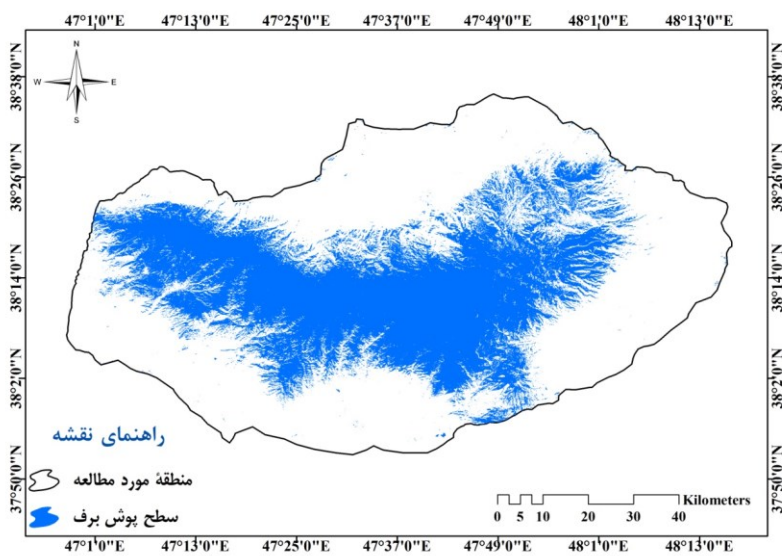 47°1'0"E 47°13'0"E 47°25'0"E 47°37'0"E 47°49'0"E 48°1'0"E 48°13'0"E
N
W E
S
38°38'0"N 38°38'0"N
38°26'0"N 38°26'0"N
38°14'0"N 38°14'0"N
38°2'0"N 38°2'0"N
37°50'0"N 37°50'0"N
راهنمای نقشه
منطقهٔ مورد مطالعه
سطح پوش برف
Kilometers
0 5 10 20 30 40
47°1'0"E 47°13'0"E 47°25'0"E 47°37'0"E 47°49'0"E 48°1'0"E 48°13'0"E